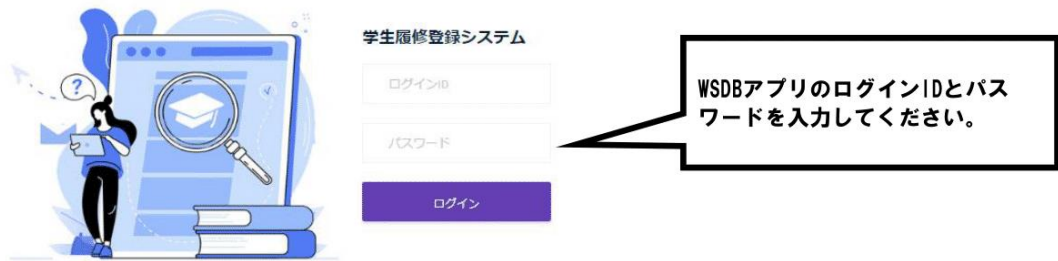 学生履修登録システム
ログインID
パスワード
ログイン
WSDBアプリのログインIDとパス
ワードを入力してください。
?